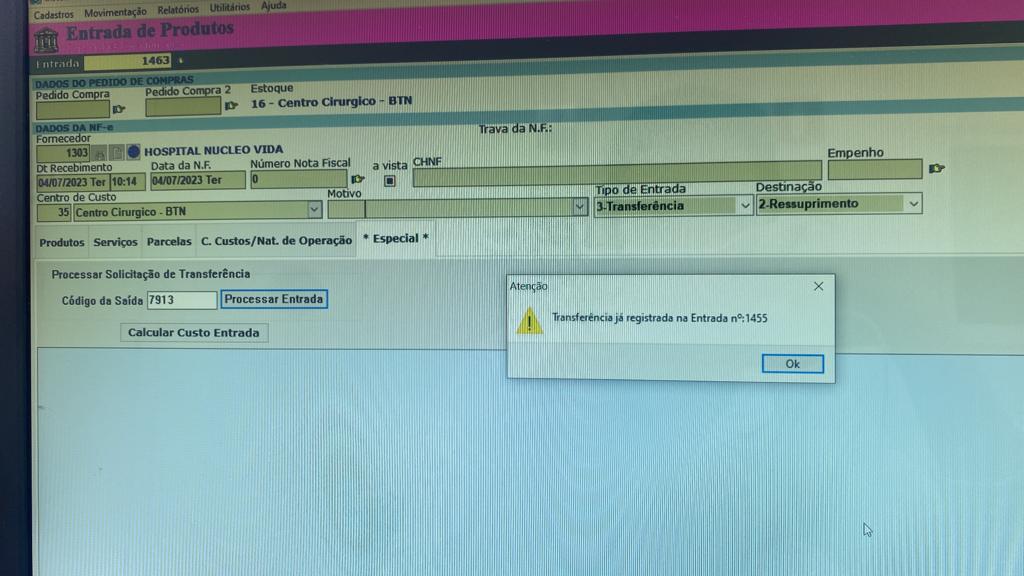 Cadastros Movimentação Relatórios Utilitários Ajuda
Entrada de Produtos
Entrada 1463
DADOS DO PEDIDO DE COMPRAS
Pedido Compra Pedido Compra 2 Estoque
16 - Centro Cirurgico - BTN
DADOS DA NF-e
Trava da N.F.:
Fornecedor
1303 HOSPITAL NUCLEO VIDA
Dt Recebimento Data da N.F. Número Nota Fiscal a vista CHNF Empenho
04/07/2023 Ter 10:14 04/07/2023 Ter 0
Centro de Custo Motivo Tipo de Entrada Destinação
35 Centro Cirurgico - BTN 3-Transferência 2-Ressuprimento
Produtos Serviços Parcelas C. Custos/Nat. de Operação * Especial *
Processar Solicitação de Transferência
Código da Saída 7913 Processar Entrada
Calcular Custo Entrada
Atenção
Transferência já registrada na Entrada nº:1455
Ok